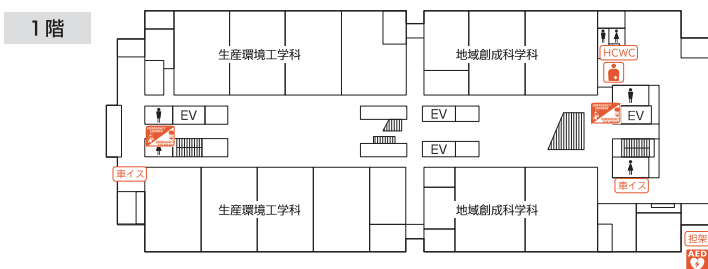 1階
生産環境工学科
地域創成科学科
HCWC
EV
EV
EV
EV
車イス
車イス
生産環境工学科
地域創成科学科
担架
AED